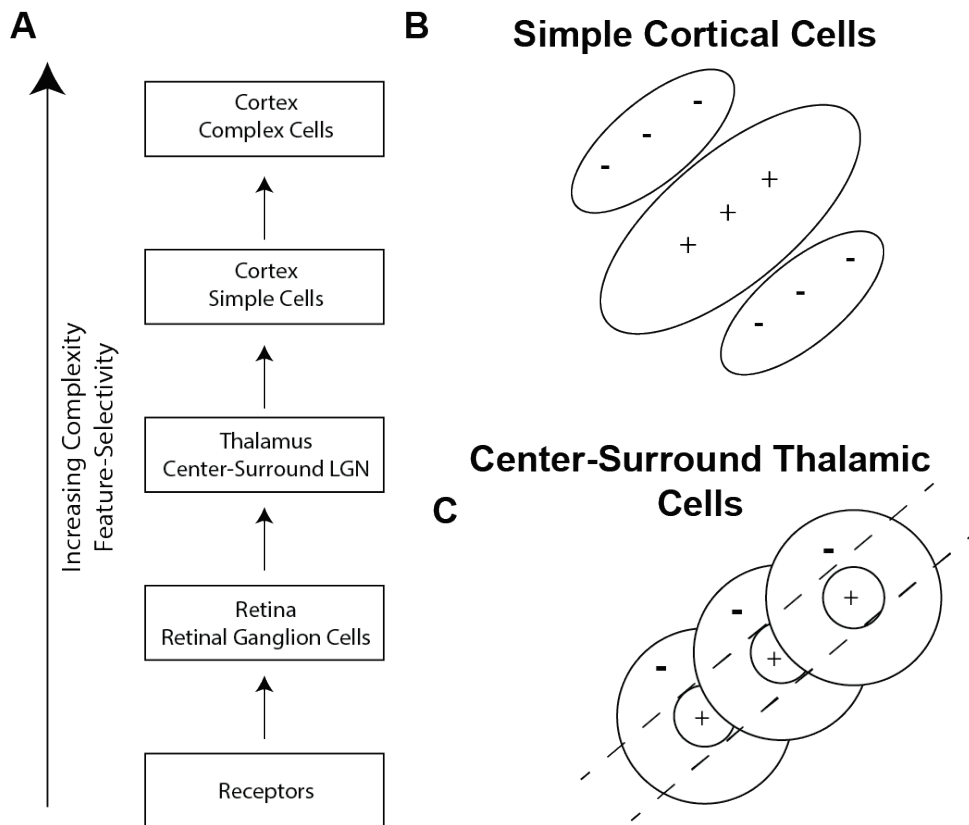 A
Increasing Complexity
Feature-Selectivity
Cortex
Complex Cells
Cortex
Simple Cells
Thalamus
Center-Surround LGN
Retina
Retinal Ganglion Cells
Receptors
B
Simple Cortical Cells
-
-
-
+
+
+
-
-
-
Center-Surround Thalamic
Cells
C
-
+
-
+
-
+